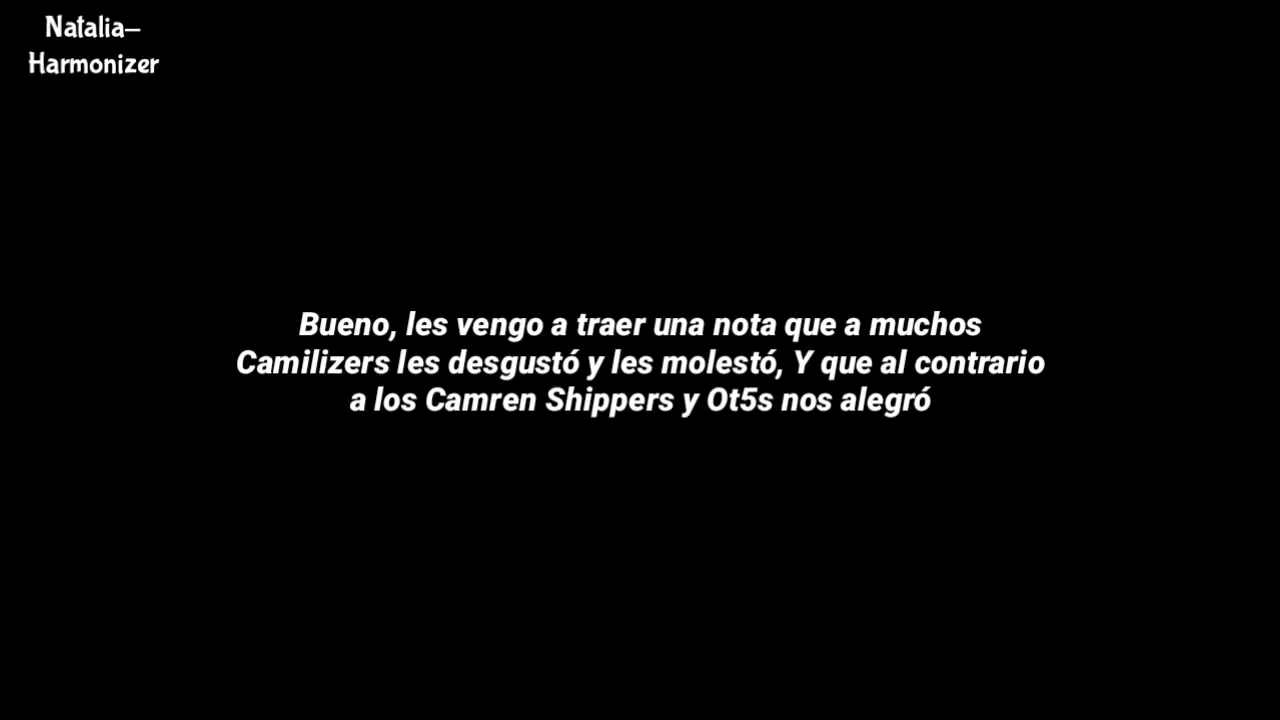 Natalia-
Harmonizer
Bueno, les vengo a traer una nota que a muchos
Camilizers les desgustó y les molestó, Y que al contrario
a los Camren Shippers y Ot5s nos alegró